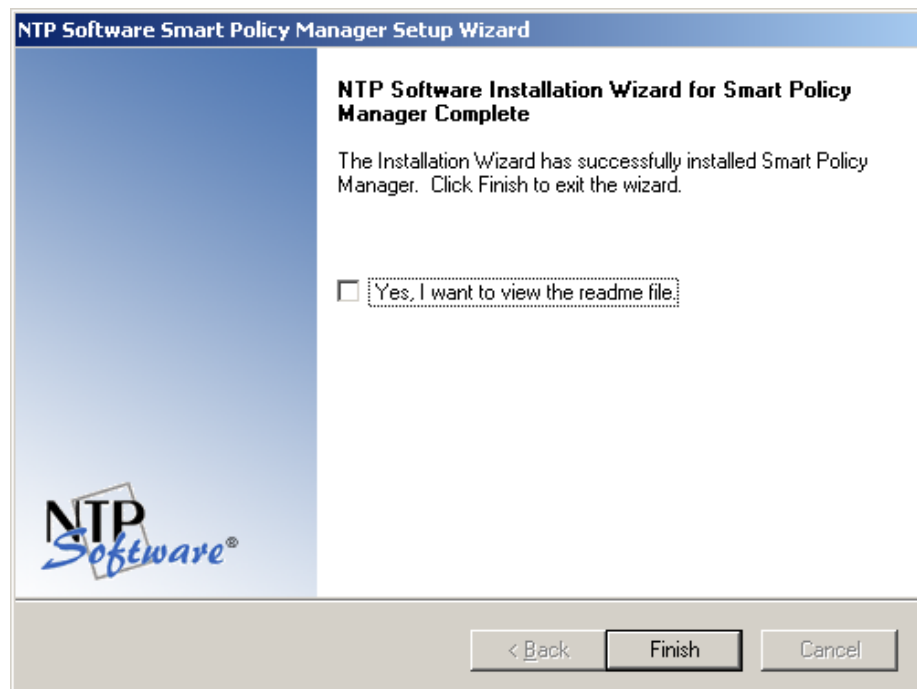 NTP Software Smart Policy Manager Setup Wizard
NTP Software Installation Wizard for Smart Policy
Manager Complete
The Installation Wizard has successfully installed Smart Policy
Manager.  Click Finish to exit the wizard.
Yes, I want to view the readme file.
NTP
Software®
< Back
Finish
Cancel